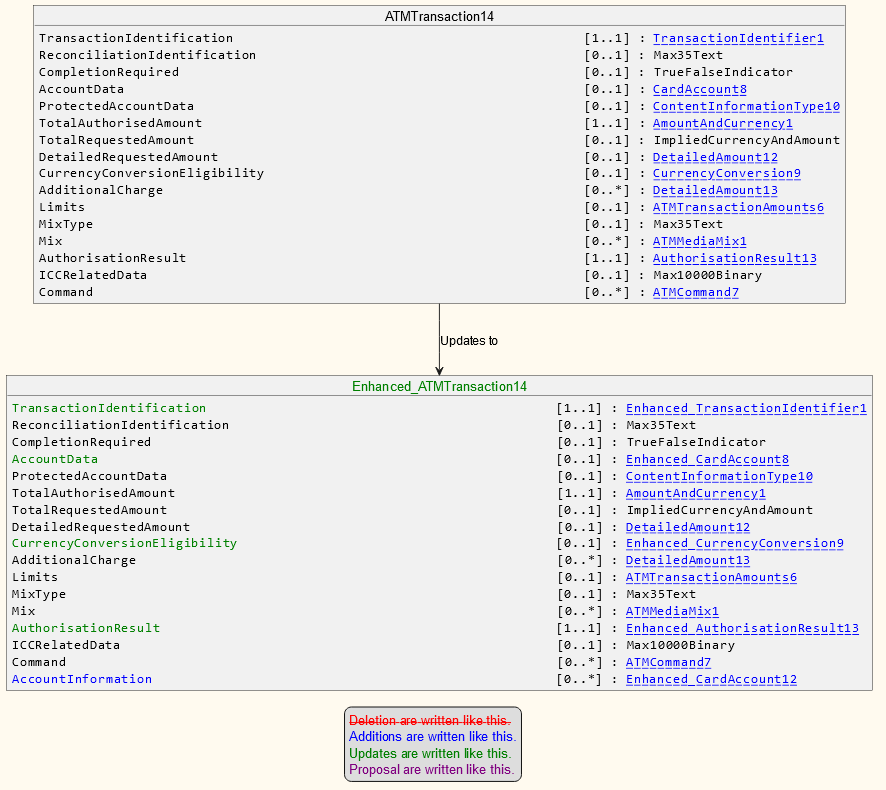 ATMTransaction14
TransactionIdentification [1..1] : TransactionIdentifier1
ReconciliationIdentification [0..1] : Max35Text
CompletionRequired [0..1] : TrueFalseIndicator
AccountData [0..1] : CardAccount8
ProtectedAccountData [0..1] : ContentInformationType10
TotalAuthorisedAmount [1..1] : AmountAndCurrency1
TotalRequestedAmount [0..1] : ImpliedCurrencyAndAmount
DetailedRequestedAmount [0..1] : DetailedAmount12
CurrencyConversionEligibility [0..1] : CurrencyConversion9
AdditionalCharge [0..*] : DetailedAmount13
Limits [0..1] : ATMTransactionAmounts6
MixType [0..1] : Max35Text
Mix [0..*] : ATMMediaMix1
AuthorisationResult [1..1] : AuthorisationResult13
ICCRelatedData [0..1] : Max10000Binary
Command [0..*] : ATMCommand7
Updates to
Enhanced_ATMTransaction14
TransactionIdentification [1..1] : Enhanced_TransactionIdentifier1
ReconciliationIdentification [0..1] : Max35Text
CompletionRequired [0..1] : TrueFalseIndicator
AccountData [0..1] : Enhanced_CardAccount8
ProtectedAccountData [0..1] : ContentInformationType10
TotalAuthorisedAmount [1..1] : AmountAndCurrency1
TotalRequestedAmount [0..1] : ImpliedCurrencyAndAmount
DetailedRequestedAmount [0..1] : DetailedAmount12
CurrencyConversionEligibility [0..1] : Enhanced_CurrencyConversion9
AdditionalCharge [0..*] : DetailedAmount13
Limits [0..1] : ATMTransactionAmounts6
MixType [0..1] : Max35Text
Mix [0..*] : ATMMediaMix1
AuthorisationResult [1..1] : Enhanced_AuthorisationResult13
ICCRelatedData [0..1] : Max10000Binary
Command [0..*] : ATMCommand7
AccountInformation [0..*] : Enhanced_CardAccount12
Deletion are written like this.
Additions are written like this.
Updates are written like this.
Proposal are written like this.